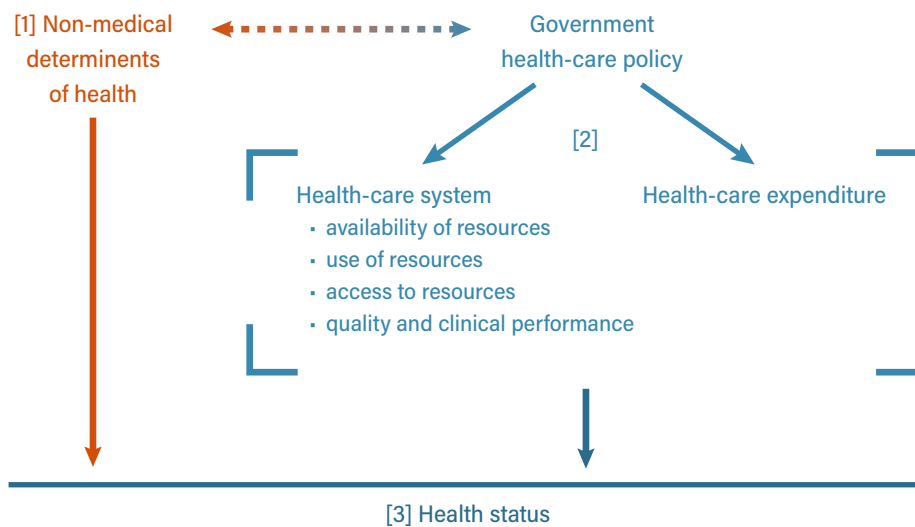 [1] Non-medical
determinents
of health
Government
health-care policy
[2]
Health-care system
▪ availability of resources
▪ use of resources
▪ access to resources
▪ quality and clinical performance
Health-care expenditure
[3] Health status